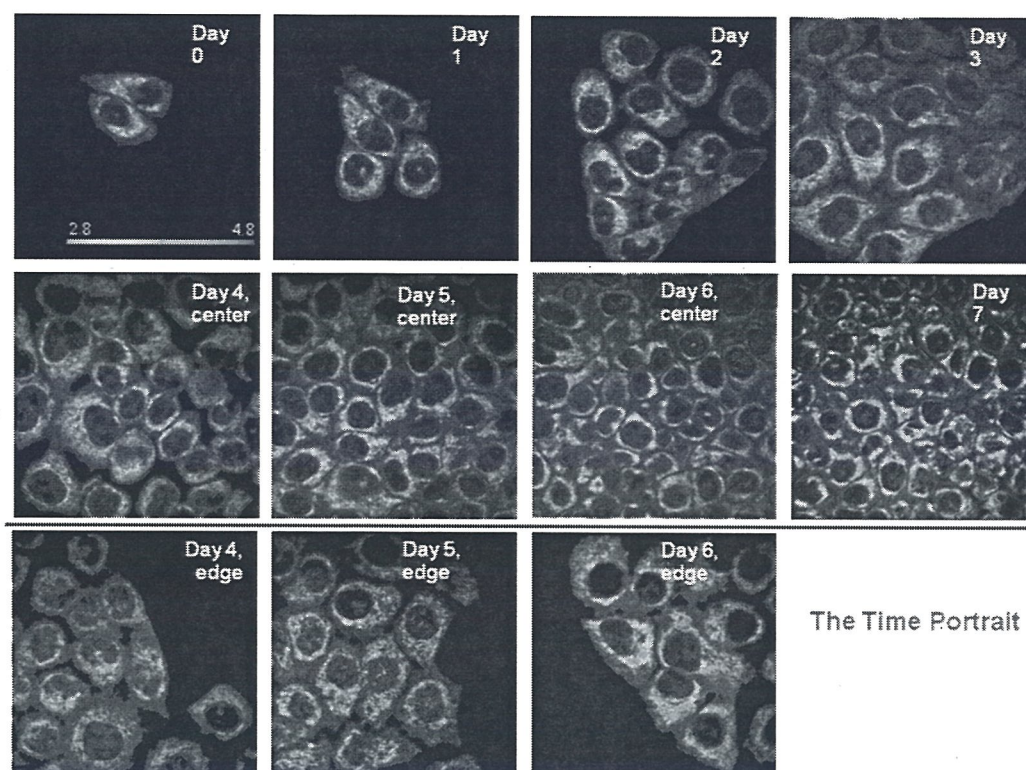 Day
0
2.8 4.8
Day
1
Day
2
Day
3
Day 4,
center
Day 5,
center
Day 6,
center
Day
7
Day 4,
edge
Day 5,
edge
Day 6,
edge
The Time Portrait